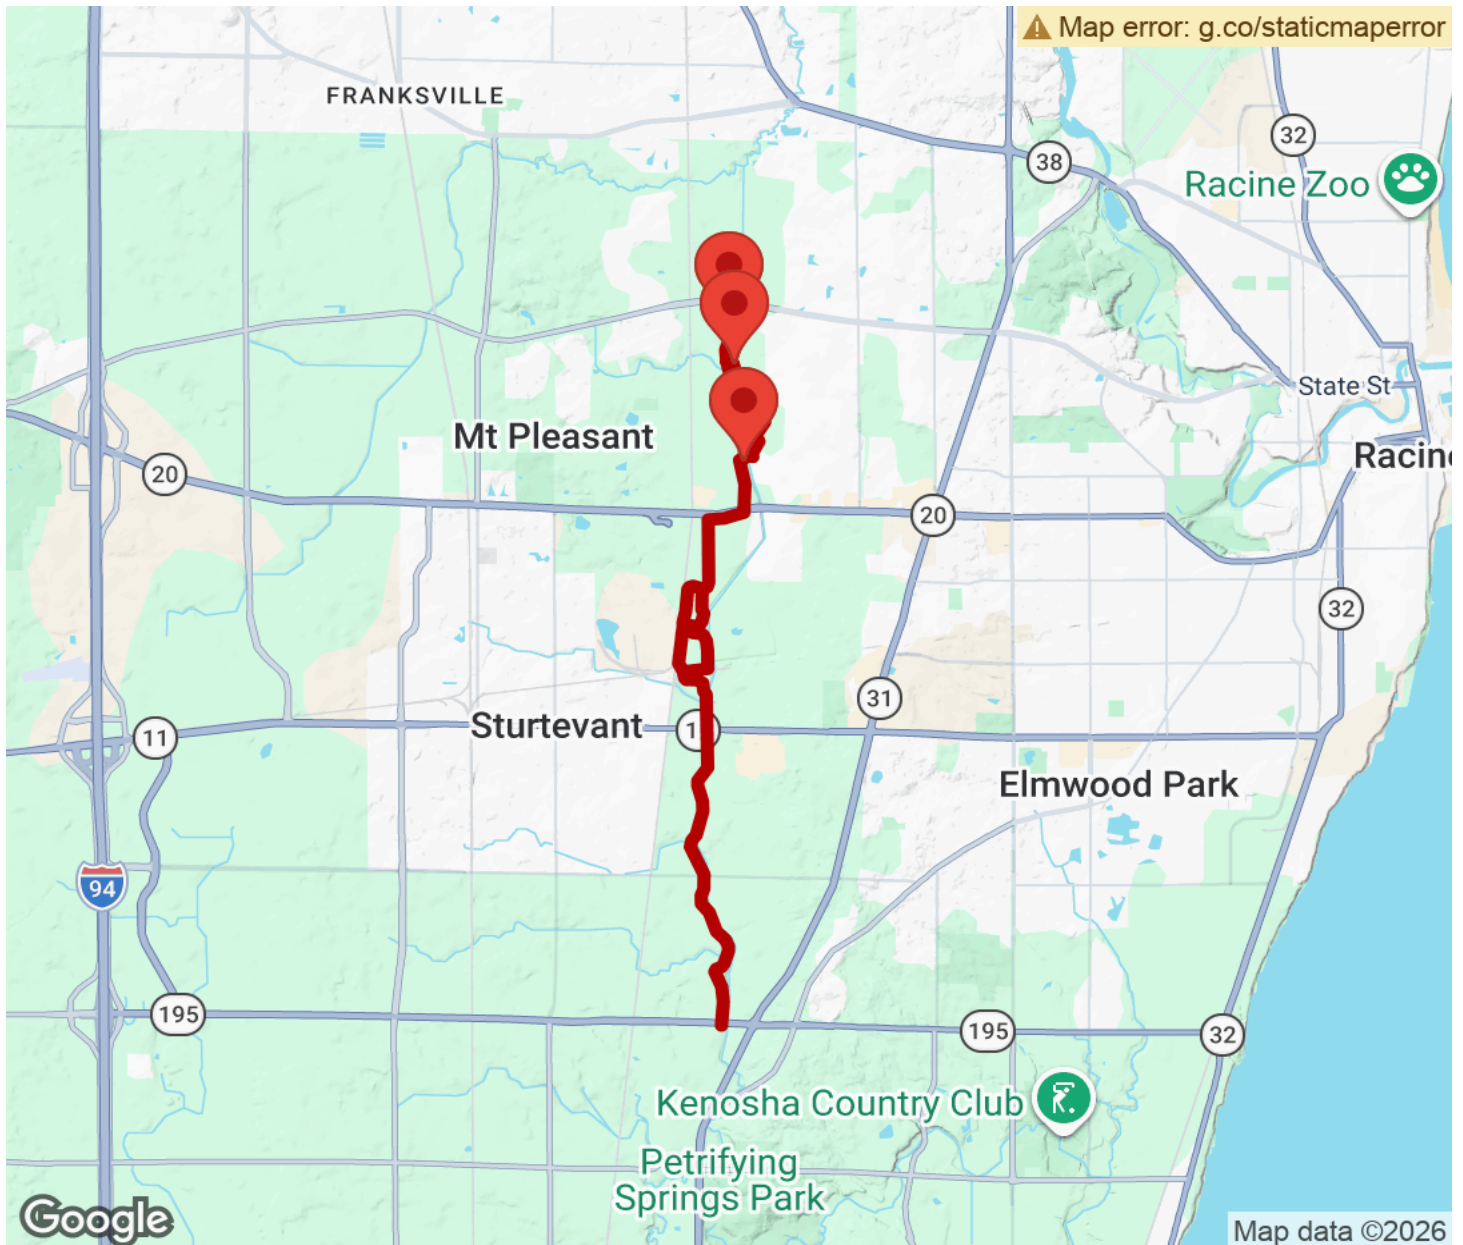 Map error: g.co/staticmaperror
FRANKSVILLE
32
38
Racine Zoo
State St
Mt Pleasant
20
20
32
31
Sturtevant
11
Elmwood Park
94
195
195
32
Kenosha Country Club
Petrifying
Springs Park
Google
Map data ©2026